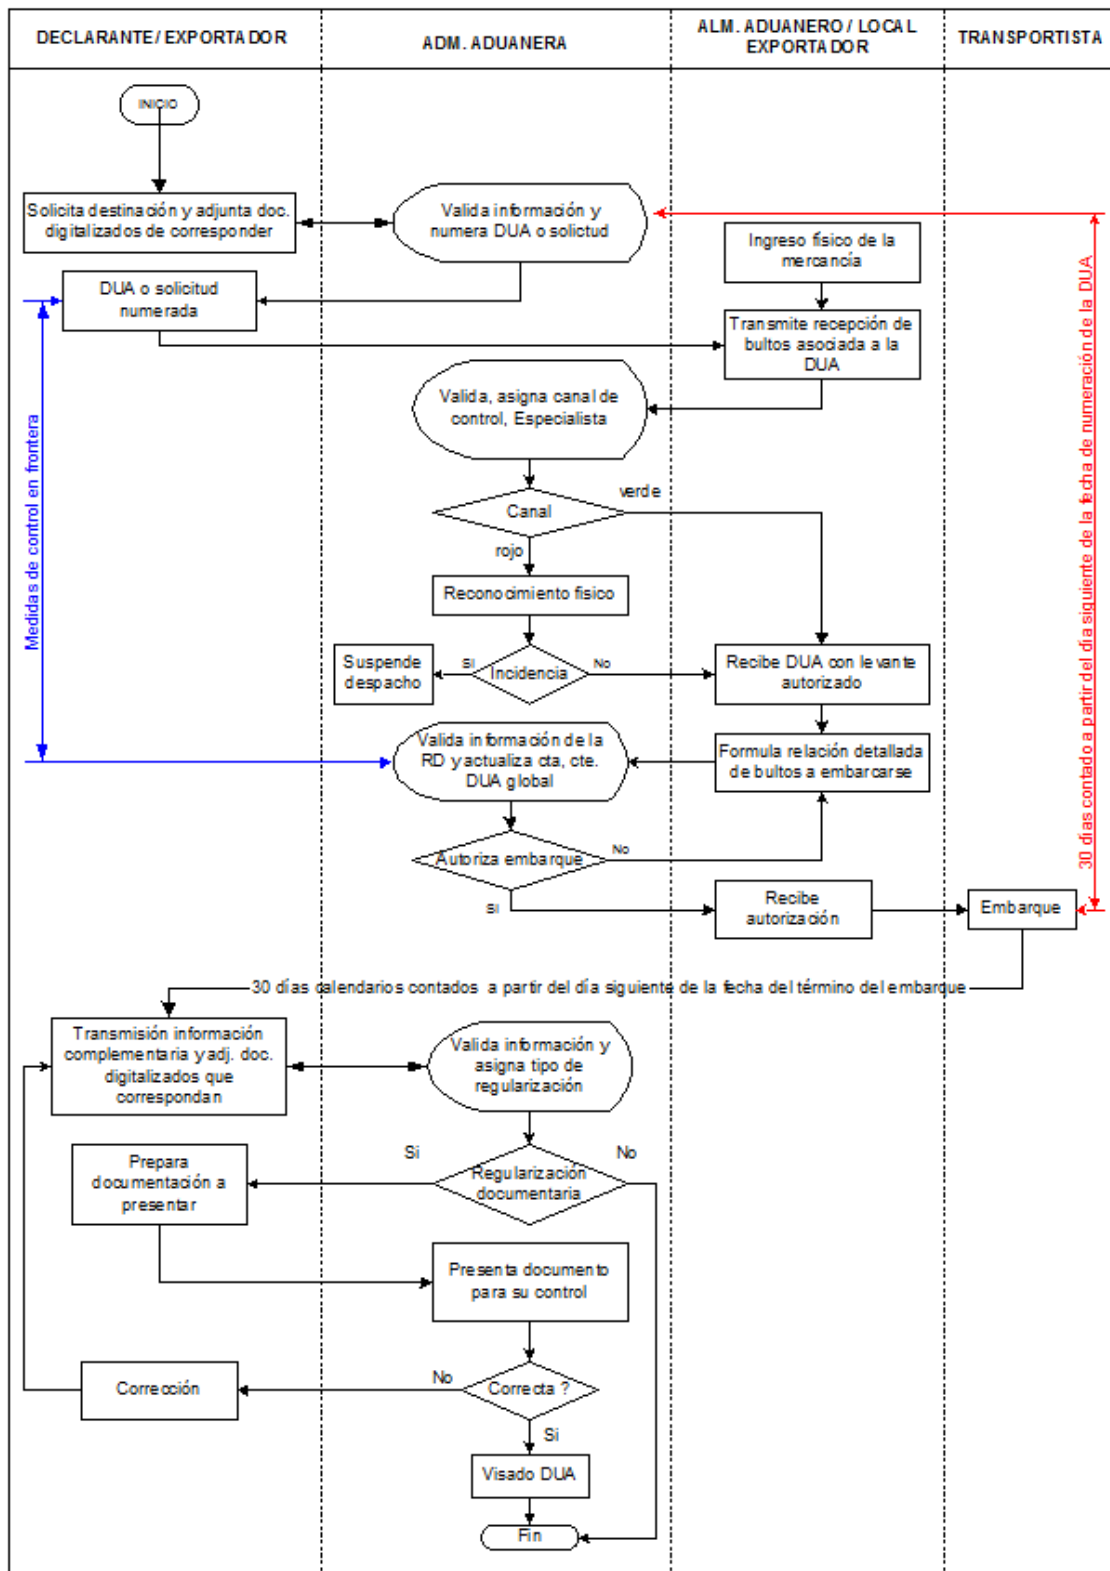 DECLARANTE/ EXPORTADOR
ADM. ADUANERA
ALM. ADUANERO / LOCAL
EXPORTADOR
TRANSPORTISTA
INICIO
Solicita destinación y adjunta doc.
digitalizados de corresponder
Valida información y
numera DUA o solictud
Ingreso físico de la
mercancía
DUA o solicitud
numerada
Transmite recepción de
bultos asociada a la
DUA
Valida, asigna canal de
control, Especialista
Canal
verde
rojo
Reconocimiento fisico
Suspende
despacho
Si
Incidencia
No
Recibe DUA con levante
autorizado
Valida información de la
RD y actualiza cta, cte.
DUA global
Formula relación detallada
de bultos a embarcarse
Autoriza embarque
No
Si
Recibe
autorización
Embarque
Medidas de control en frontera
30 días contado a partir del día siguiente de la fecha de numeración de la DUA
30 días calendarios contados a partir del día siguiente de la fecha del término del embarque
Transmisión información
complementaria y adj. doc.
digitalizados que
correspondan
Valida información y
asigna tipo de
regularización
Si
No
Prepara
documentación a
presentar
Regularización
documentaria
Presenta documento
para su control
Corrección
No
Correcta ?
Si
Visado DUA
Fin